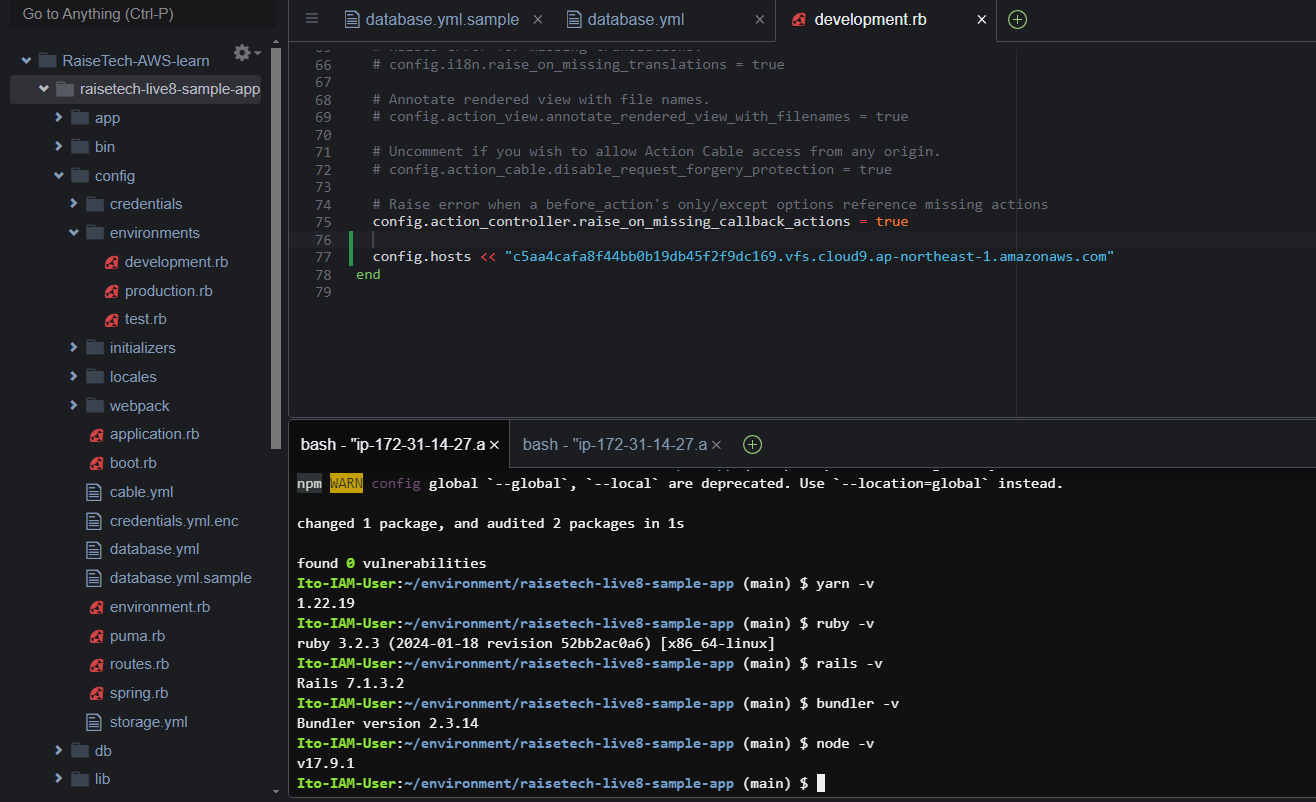 Go to Anything (Ctrl-P)
RaiseTech-AWS-learn
raisetech-live8-sample-app
app
bin
config
credentials
environments
development.rb
production.rb
test.rb
initializers
locales
webpack
application.rb
boot.rb
cable.yml
credentials.yml.enc
database.yml
database.yml.sample
environment.rb
puma.rb
routes.rb
spring.rb
storage.yml
db
lib
database.yml.sample
database.yml
development.rb
66 # config.i18n.raise_on_missing_translations = true
67
68 # Annotate rendered view with file names.
69 # config.action_view.annotate_rendered_view_with_filenames = true
70
71 # Uncomment if you wish to allow Action Cable access from any origin.
72 # config.action_cable.disable_request_forgery_protection = true
73
74 # Raise error when a before_action's only/except options reference missing actions
75 config.action_controller.raise_on_missing_callback_actions = true
76
77 config.hosts << "c5aa4cafa8f44bb0b19db45f2f9dc169.vfs.cloud9.ap-northeast-1.amazonaws.com"
78 end
79
bash - "ip-172-31-14-27.a
bash - "ip-172-31-14-27.a
npm WARN config global `--global`, `--local` are deprecated. Use `--location=global` instead.
changed 1 package, and audited 2 packages in 1s
found 0 vulnerabilities
Ito-IAM-User:~/environment/raisetech-live8-sample-app (main) $ yarn -v
1.22.19
Ito-IAM-User:~/environment/raisetech-live8-sample-app (main) $ ruby -v
ruby 3.2.3 (2024-01-18 revision 52bb2ac0a6) [x86_64-linux]
Ito-IAM-User:~/environment/raisetech-live8-sample-app (main) $ rails -v
Rails 7.1.3.2
Ito-IAM-User:~/environment/raisetech-live8-sample-app (main) $ bundler -v
Bundler version 2.3.14
Ito-IAM-User:~/environment/raisetech-live8-sample-app (main) $ node -v
v17.9.1
Ito-IAM-User:~/environment/raisetech-live8-sample-app (main) $